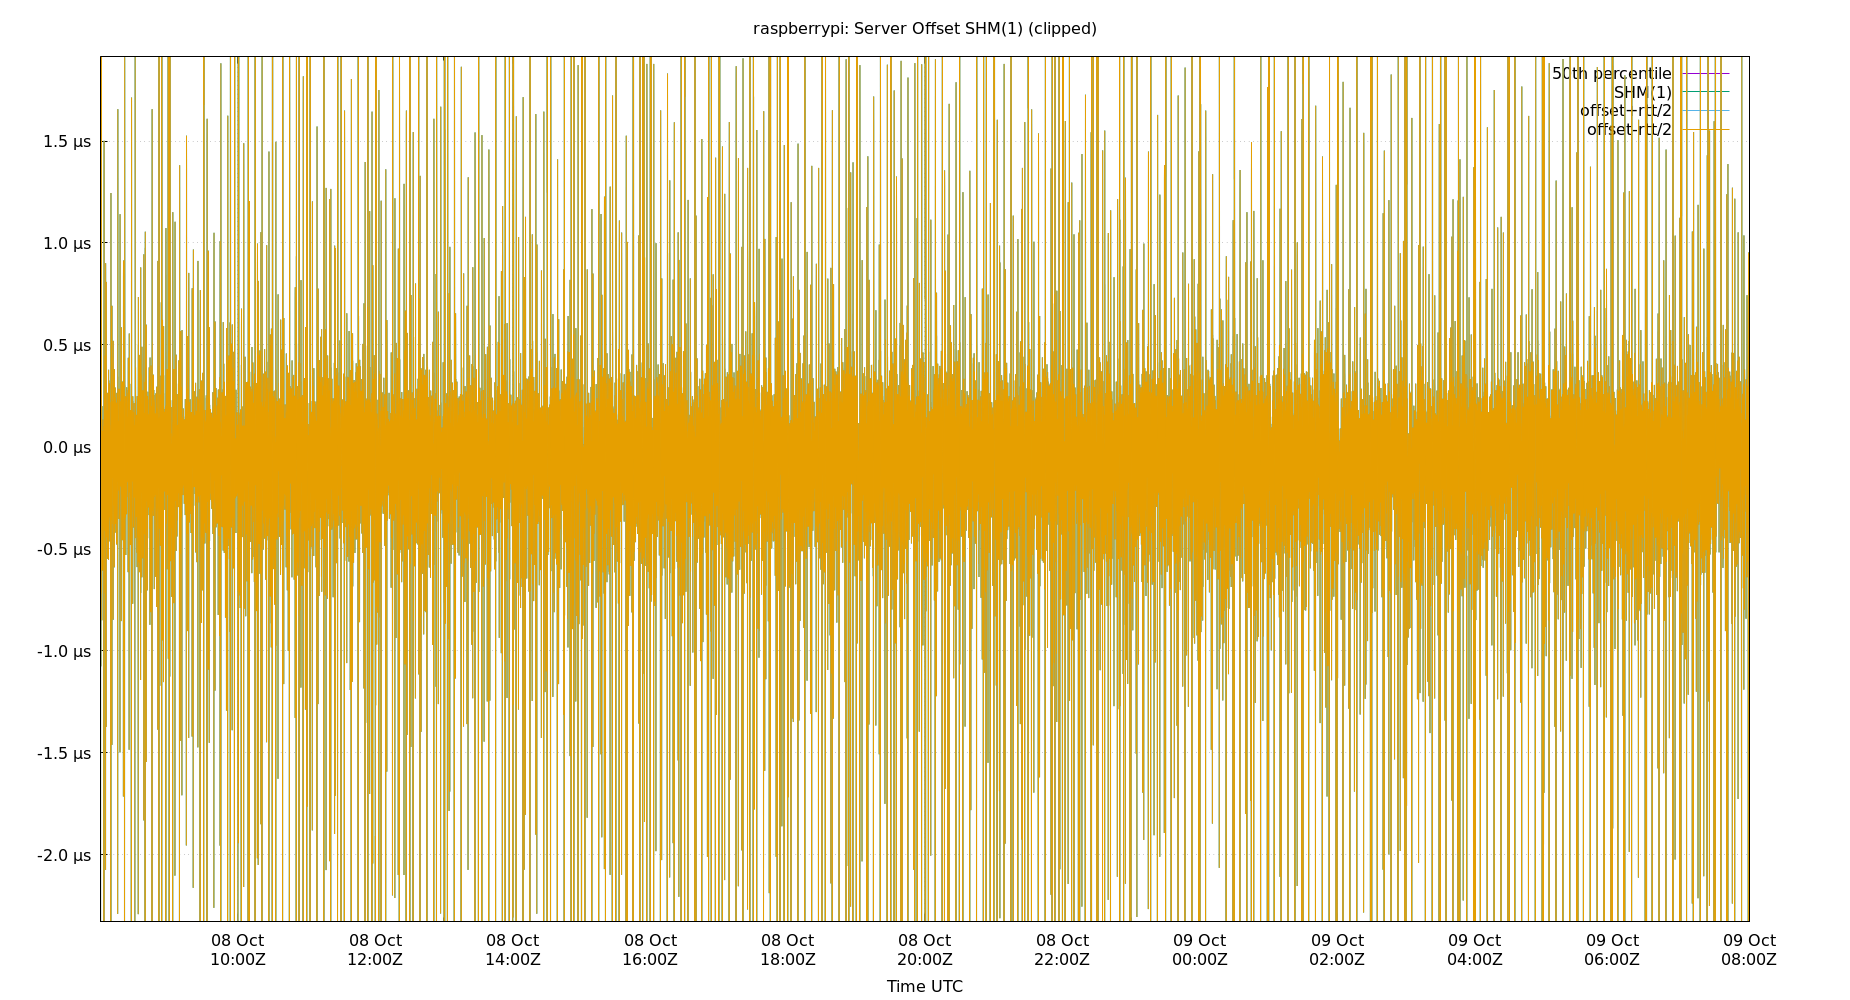 raspberrypi: Server Offset SHM(1) (clipped)
50th percentile
SHM(1)
offset+rtt/2
offset-rtt/2
1.5 µs
1.0 µs
0.5 µs
0.0 µs
-0.5 µs
-1.0 µs
-1.5 µs
-2.0 µs
08 Oct 08 Oct 08 Oct 08 Oct 08 Oct 08 Oct 08 Oct 09 Oct 09 Oct 09 Oct 09 Oct 09 Oct
10:00Z 12:00Z 14:00Z 16:00Z 18:00Z 20:00Z 22:00Z 00:00Z 02:00Z 04:00Z 06:00Z 08:00Z
Time UTC